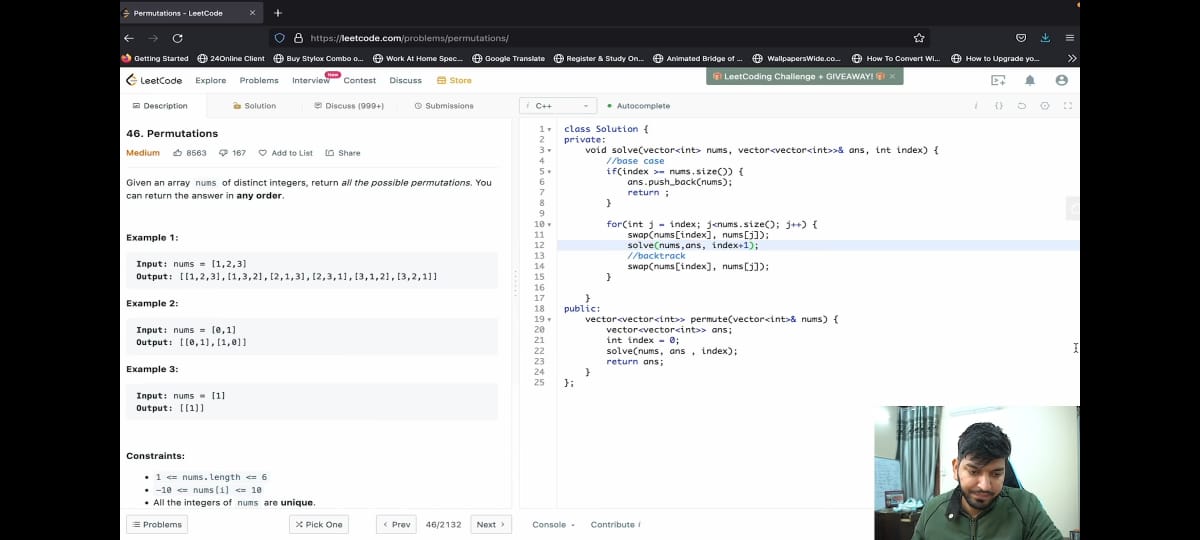 Permutations - LeetCode
https://leetcode.com/problems/permutations/
Getting Started 24Online Client Buy Stylox Combo o... Work At Home Spec... Google Translate Register & Study On... Animated Bridge of ... WallpapersWide.co... How To Convert Wi... How to Upgrade yo...
LeetCode Explore Problems Interview New Contest Discuss Store LeetCoding Challenge + GIVEAWAY!
Description Solution Discuss (999+) Submissions i C++ Autocomplete
46. Permutations
Medium 8563 167 Add to List Share
Given an array nums of distinct integers, return all the possible permutations. You
can return the answer in any order.
Example 1:
Input: nums = [1,2,3]
Output: [[1,2,3],[1,3,2],[2,1,3],[2,3,1],[3,1,2],[3,2,1]]
Example 2:
Input: nums = [0,1]
Output: [[0,1],[1,0]]
Example 3:
Input: nums = [1]
Output: [[1]]
Constraints:
• 1 <= nums.length <= 6
• -10 <= nums[i] <= 10
• All the integers of nums are unique.
1 class Solution {
2 private:
3 void solve(vector<int> nums, vector<vector<int>>& ans, int index) {
4 //base case
5 if(index >= nums.size()) {
6 ans.push_back(nums);
7 return ;
8 }
9
10 for(int j = index; j<nums.size(); j++) {
11 swap(nums[index], nums[j]);
12 solve(nums,ans, index+1);
13 //backtrack
14 swap(nums[index], nums[j]);
15 }
16
17 }
18 public:
19 vector<vector<int>> permute(vector<int>& nums) {
20 vector<vector<int>> ans;
21 int index = 0;
22 solve(nums, ans , index);
23 return ans;
24 }
25 };
Problems Pick One Prev 46/2132 Next Console Contribute i